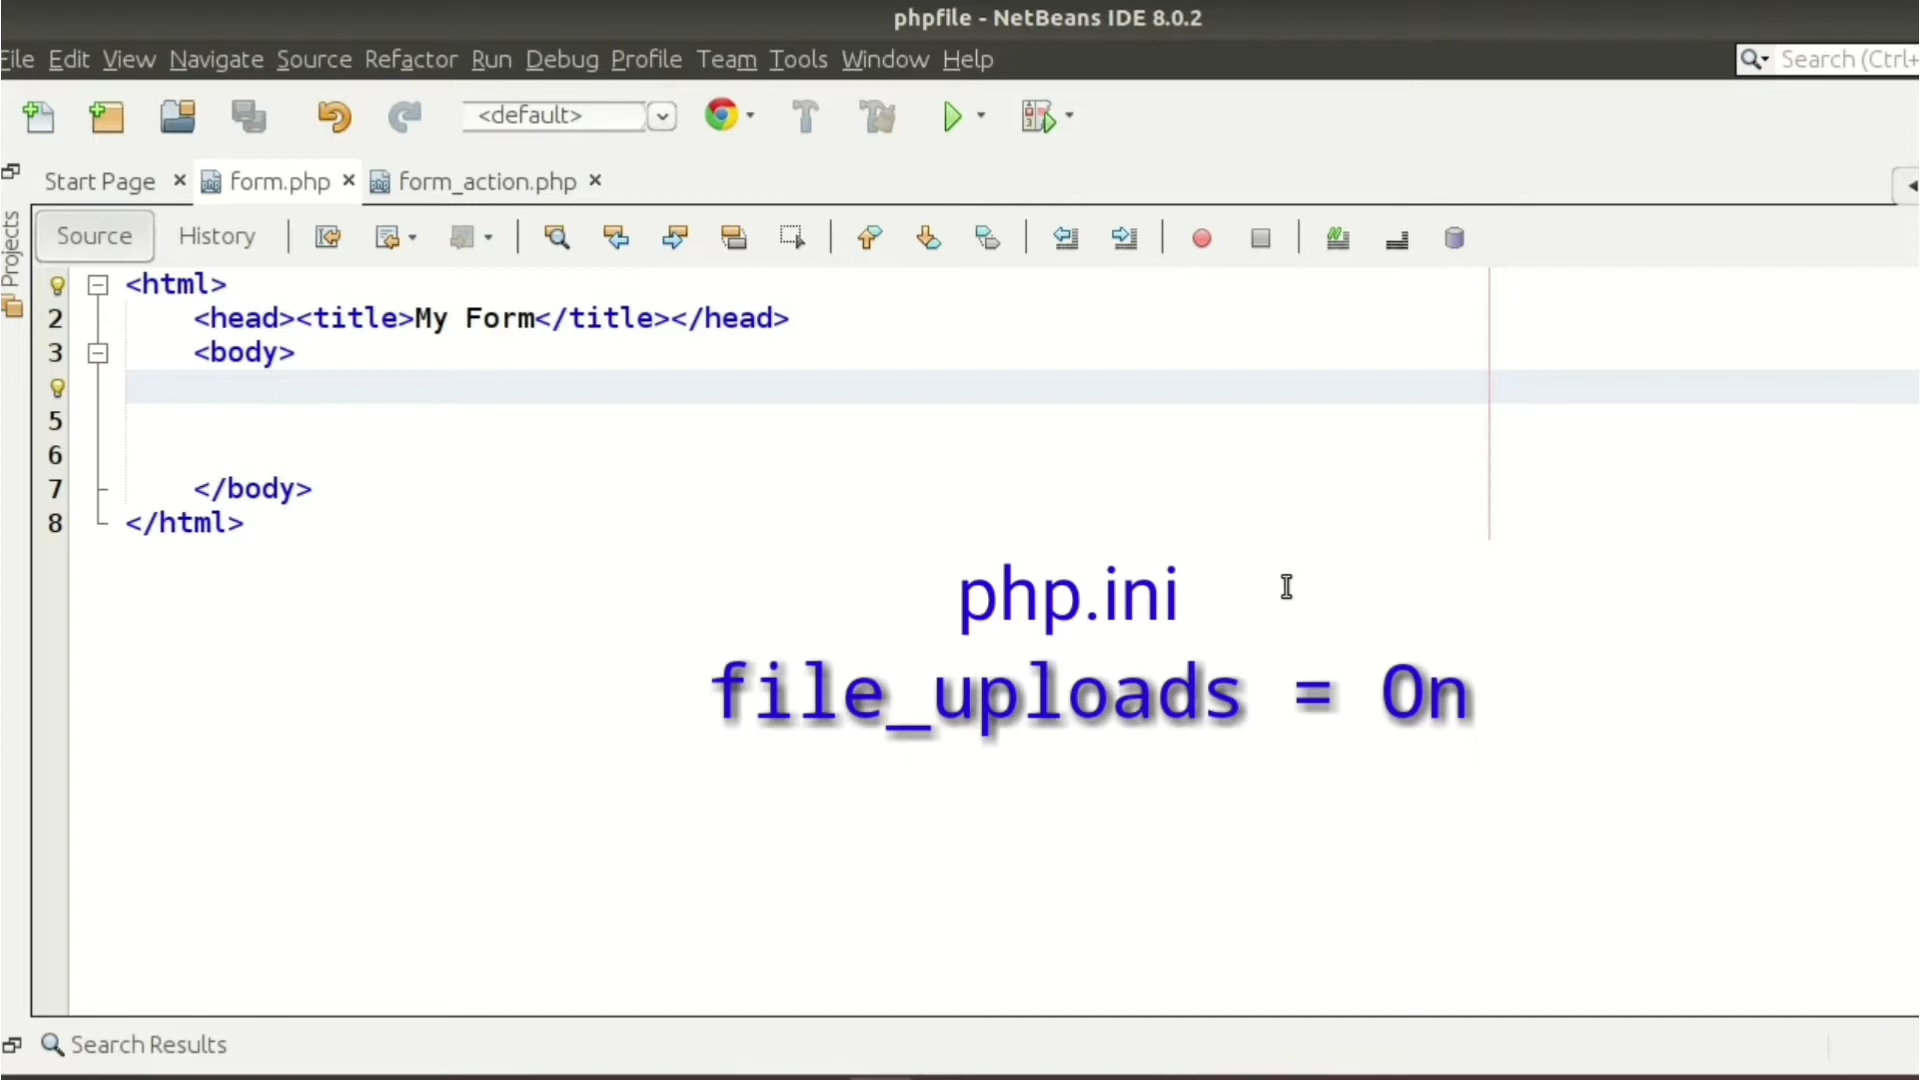 phpfile - NetBeans IDE 8.0.2
File Edit View Navigate Source Refactor Run Debug Profile Team Tools Window Help Search (Ctrl+
<default>
Start Page × form.php × form_action.php ×
Source History
Projects
<html>
2 <head><title>My Form</title></head>
3 <body>
5
6
7 </body>
8 </html>
php.ini
file_uploads = On
Search Results